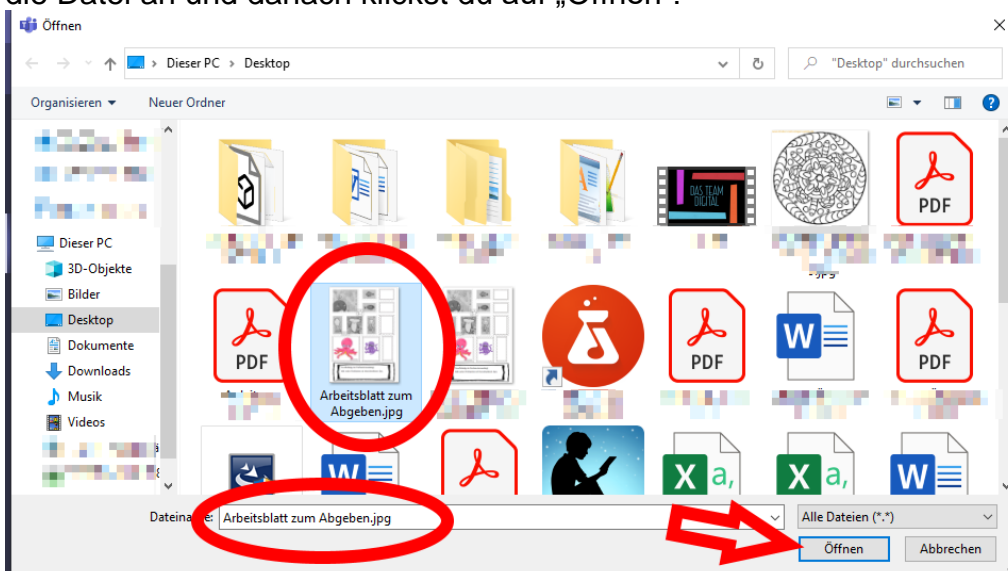 die Datei an und danach klickst du auf „Öffnen“.
Öffnen
Dieser PC > Desktop
"Desktop" durchsuchen
Organisieren
Neuer Ordner
DAS TEAM
DIGITAL
PDF
Dieser PC
3D-Objekte
Bilder
Desktop
Dokumente
Downloads
Musik
Videos
PDF
Arbeitsblatt zum
Abgeben.jpg
PDF
W
PDF
W
X a,
X a,
W
Arbeitsblatt zum Abgeben.jpg
Alle Dateien (*.*)
Öffnen
Abbrechen